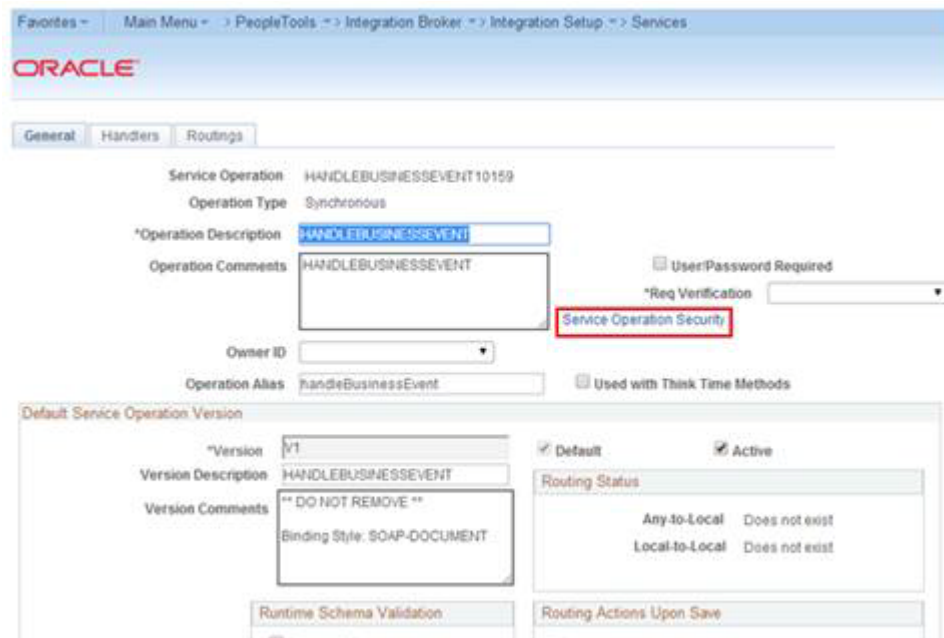 Favorites Main Menu > PeopleTools > Integration Broker > Integration Setup > Services
ORACLE
General Handlers Routings
Service Operation HANDLEBUSINESSEVENT10159
Operation Type Synchronous
*Operation Description HANDLEBUSINESSEVENT
Operation Comments HANDLEBUSINESSEVENT
User/Password Required
*Req Verification
Service Operation Security
Owner ID
Operation Alias handleBusinessEvent Used with Think Time Methods
Default Service Operation Version
*Version V1 Default Active
Version Description HANDLEBUSINESSEVENT
Routing Status
Version Comments ** DO NOT REMOVE **
Any-to-Local Does not exist
Binding Style: SOAP-DOCUMENT
Local-to-Local Does not exist
Runtime Schema Validation Routing Actions Upon Save